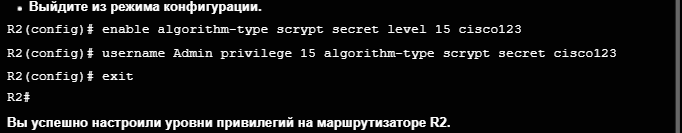 • Выйдите из режима конфигурации.
R2(config)# enable algorithm-type scrypt secret level 15 cisco123
R2(config)# username Admin privilege 15 algorithm-type scrypt secret cisco123
R2(config)# exit
R2#
Вы успешно настроили уровни привилегий на маршрутизаторе R2.